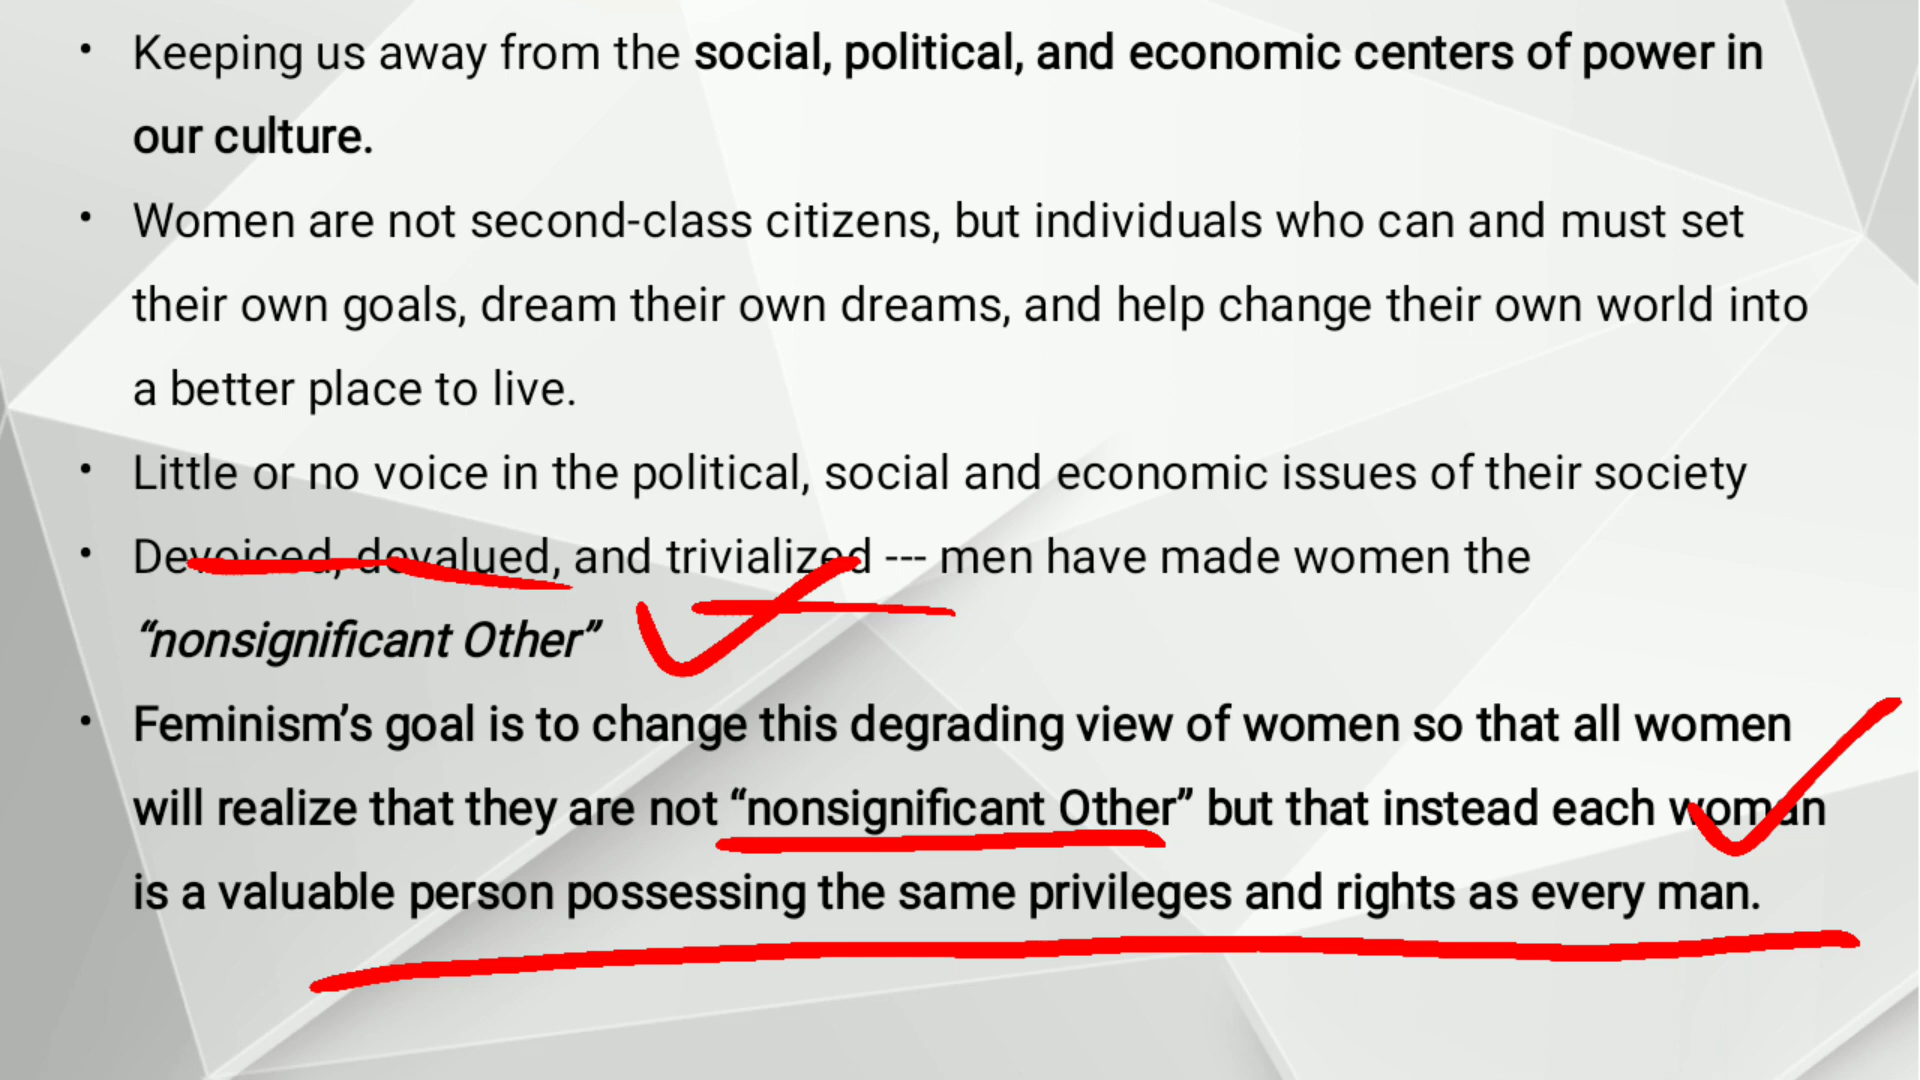 • Keeping us away from the social, political, and economic centers of power in
our culture.
• Women are not second-class citizens, but individuals who can and must set
their own goals, dream their own dreams, and help change their own world into
a better place to live.
• Little or no voice in the political, social and economic issues of their society
• Devoiced, devalued, and trivialized --- men have made women the
“nonsignificant Other”
• Feminism’s goal is to change this degrading view of women so that all women
will realize that they are not “nonsignificant Other” but that instead each woman
is a valuable person possessing the same privileges and rights as every man.